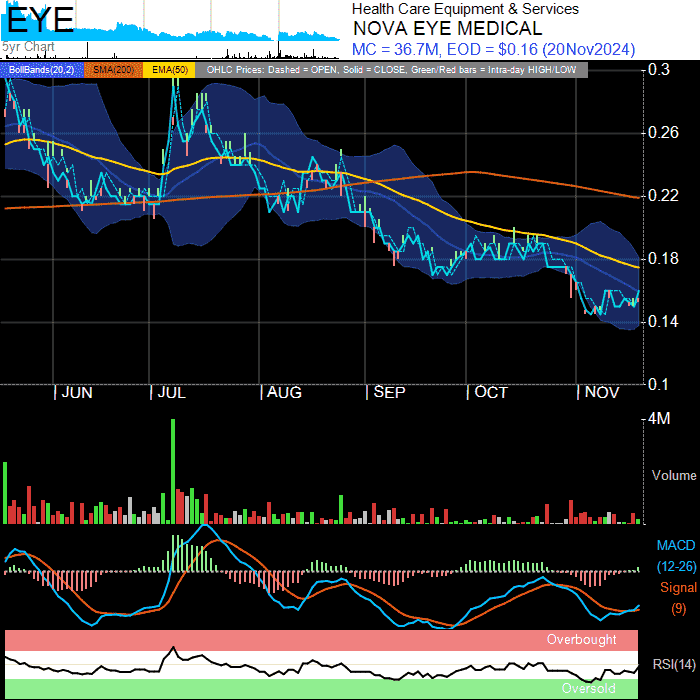 EYE
5yr Chart
Health Care Equipment & Services
NOVA EYE MEDICAL
MC = 36.7M, EOD = $0.16 (20Nov2024)
BollBands(20,2) SMA(200) EMA(50) OHLC Prices: Dashed = OPEN, Solid = CLOSE, Green/Red bars = Intra-day HIGH/LOW
0.3
0.26
0.22
0.18
0.14
0.1
JUN JUL AUG SEP OCT NOV
4M
Volume
MACD
(12-26)
Signal
(9)
Overbought
RSI(14)
Oversold